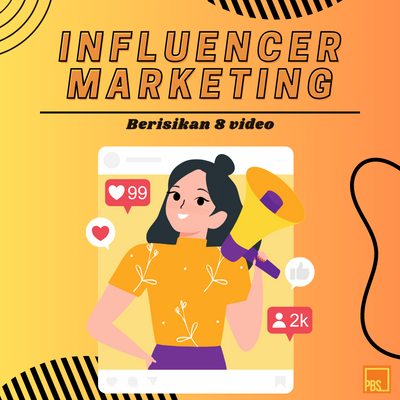 INFLUENCER
MARKETING
Berisikan 8 video
99
2k
PBS